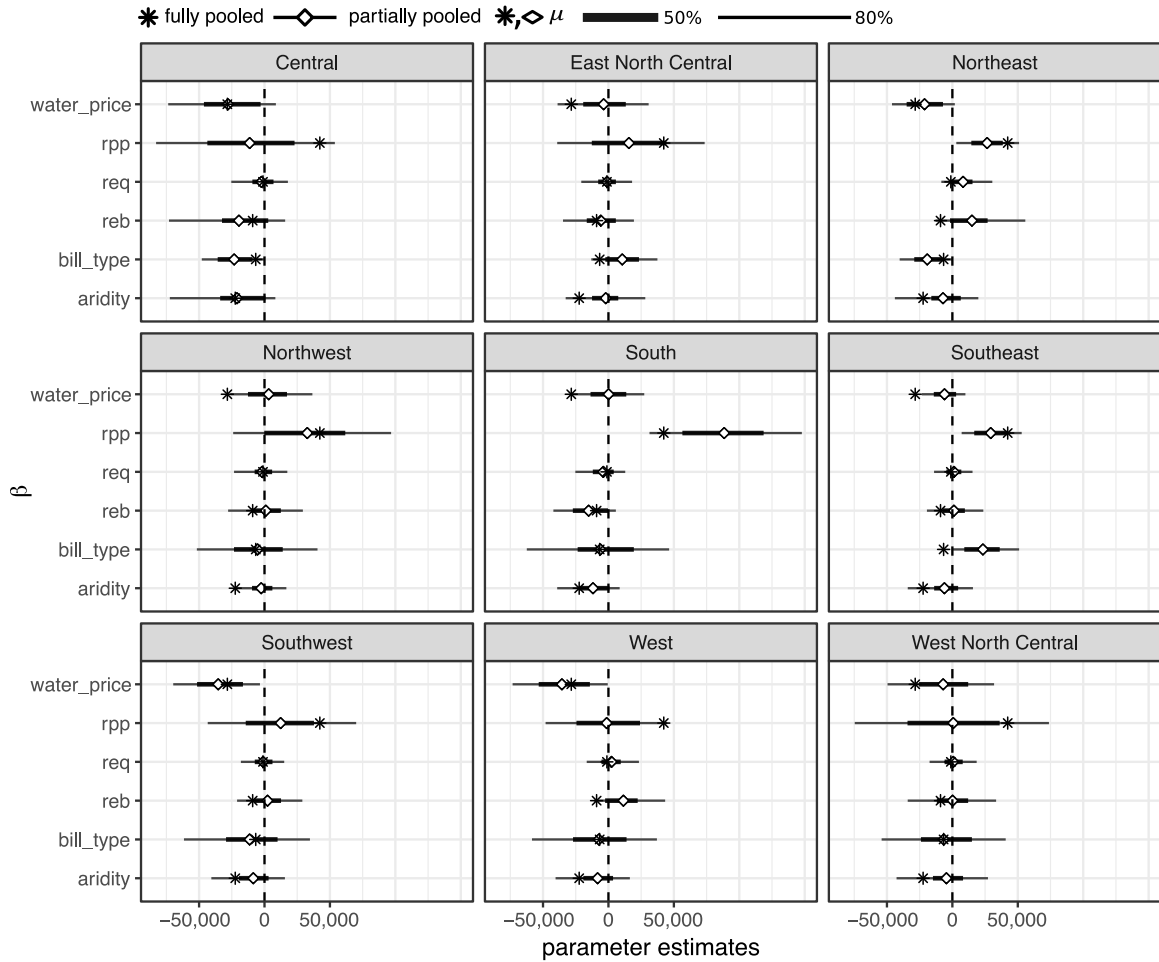 fully pooled partially pooled , μ 50% 80%
Central East North Central Northeast
water_price
rpp
req
reb
bill_type
aridity
Northwest South Southeast
water_price
rpp
req
reb
bill_type
aridity
β
Southwest West West North Central
water_price
rpp
req
reb
bill_type
aridity
−50,000 0 50,000 −50,000 0 50,000 −50,000 0 50,000
parameter estimates